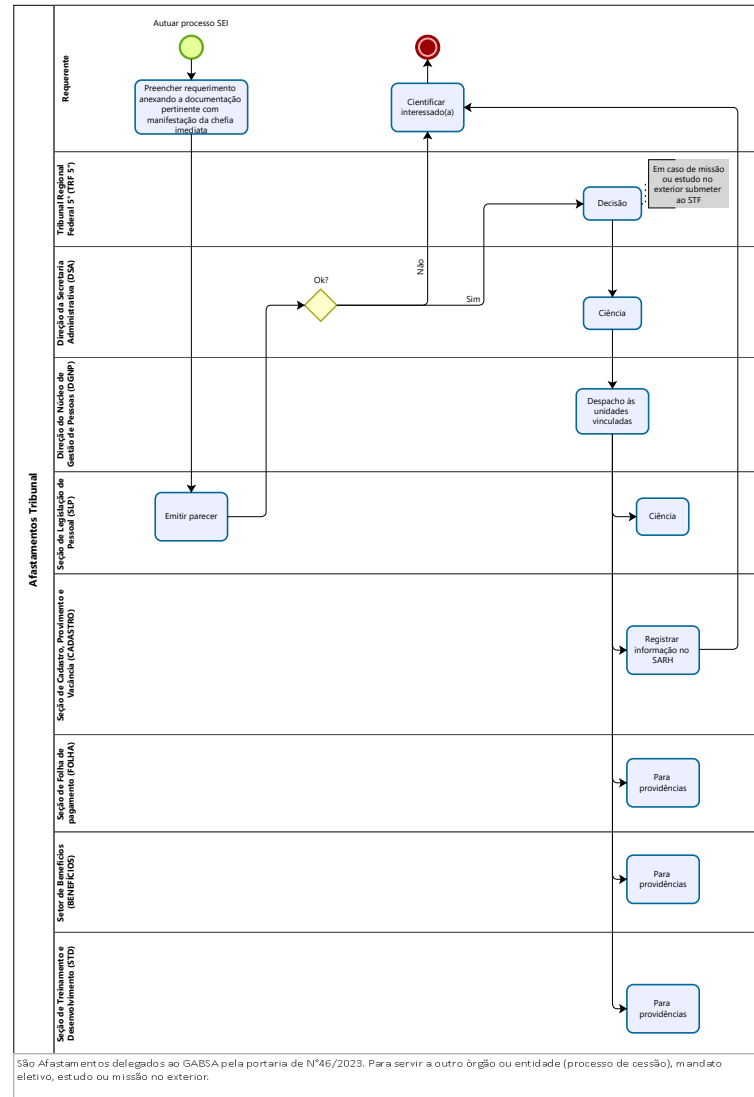 Afastamentos Tribunal
Requerente
Autuar processo SEI
Preencher requerimento
anexando a documentação
pertinente com
manifestação da chefia
imediata
Cientificar
interessado(a)
Tribunal Regional
Federal 5ª (TRF 5ª)
Decisão
Em caso de missão
ou estudo no
exterior submeter
ao STF
Direção da Secretaria
Administrativa (DSA)
Ok?
Não
Sim
Ciência
Direção do Núcleo de
Gestão de Pessoas (DGNP)
Despacho às
unidades
vinculadas
Seção de Legislação de
Pessoal (SLP)
Emitir parecer
Ciência
Seção de Cadastro, Provimento e
Vacância (CADASTRO)
Registrar
informação no
SARH
Seção de Folha de
pagamento (FOLHA)
Para
providências
Setor de Benefícios
(BENEFÍCIOS)
Para
providências
Seção de Treinamento e
Desenvolvimento (STD)
Para
providências
São Afastamentos delegados ao GABSA pela portaria de N°46/2023. Para servir a outro òrgão ou entidade (processo de cessão), mandato
eletivo, estudo ou missão no exterior.